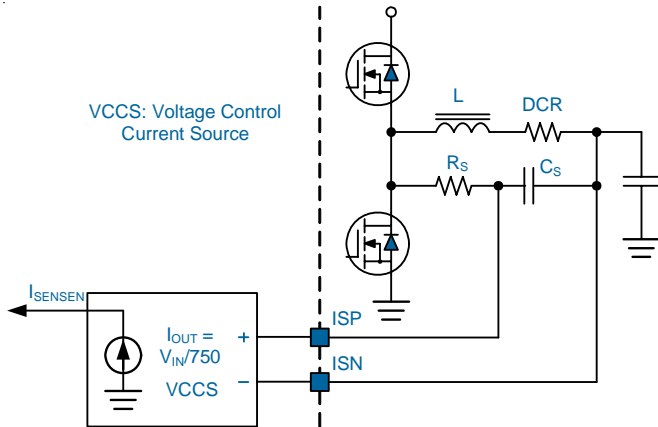 VCCS: Voltage Control
Current Source
L
DCR
RS
CS
ISENSEN
IOUT =
VIN/750
VCCS
+
−
ISP
ISN